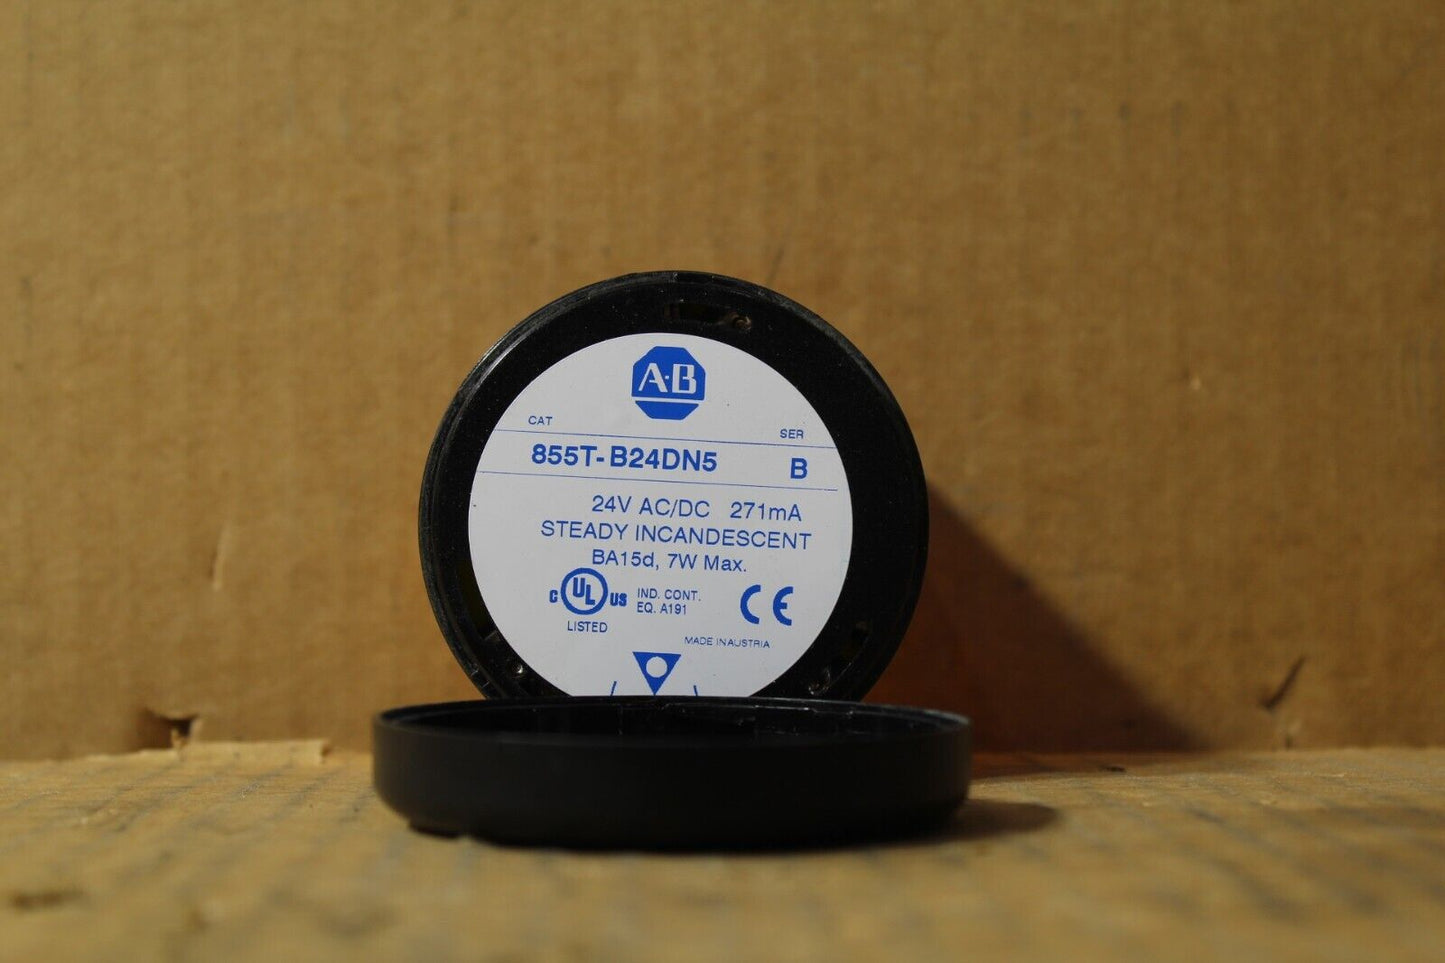 A·B
CAT SER
855T-B24DN5 B
24V AC/DC 271mA
STEADY INCANDESCENT
BA15d, 7W Max.
C UL US IND. CONT.
EQ. A191
CE
LISTED
MADE IN AUSTRIA